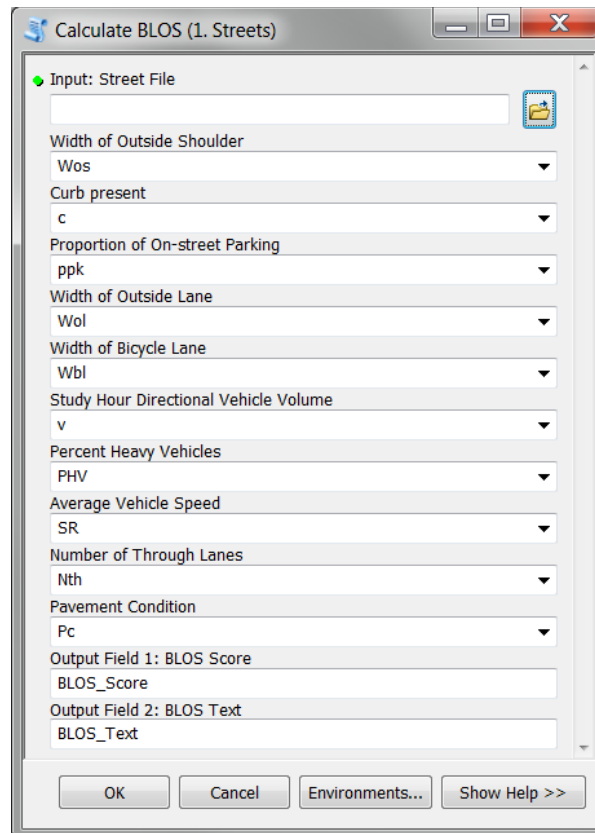 Calculate BLOS (1. Streets)
Input: Street File
Width of Outside Shoulder
Wos
Curb present
c
Proportion of On-street Parking
ppk
Width of Outside Lane
Wol
Width of Bicycle Lane
Wbl
Study Hour Directional Vehicle Volume
v
Percent Heavy Vehicles
PHV
Average Vehicle Speed
SR
Number of Through Lanes
Nth
Pavement Condition
Pc
Output Field 1: BLOS Score
BLOS_Score
Output Field 2: BLOS Text
BLOS_Text
OK Cancel Environments... Show Help >>